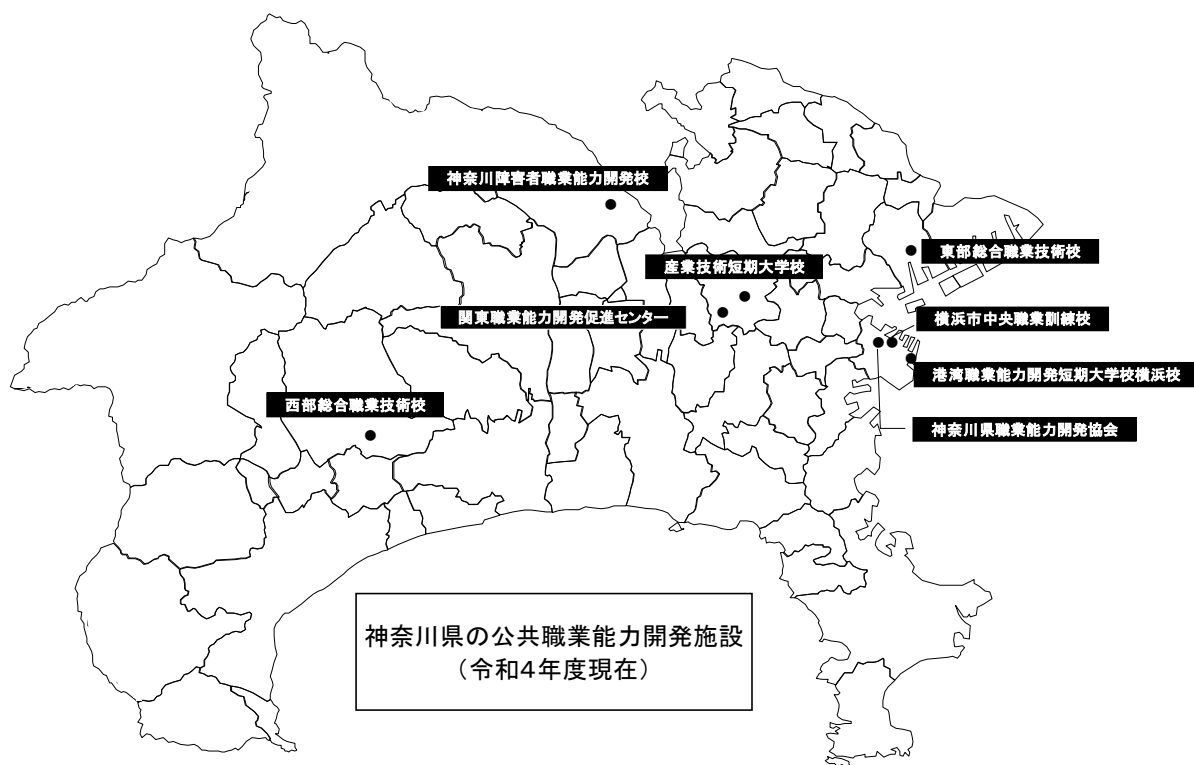 神奈川障害者職業能力開発校
東部総合職業技術校
産業技術短期大学校
関東職業能力開発促進センター
横浜市中央職業訓練校
港湾職業能力開発短期大学校横浜校
西部総合職業技術校
神奈川県職業能力開発協会
神奈川県の公共職業能力開発施設
（令和4年度現在）